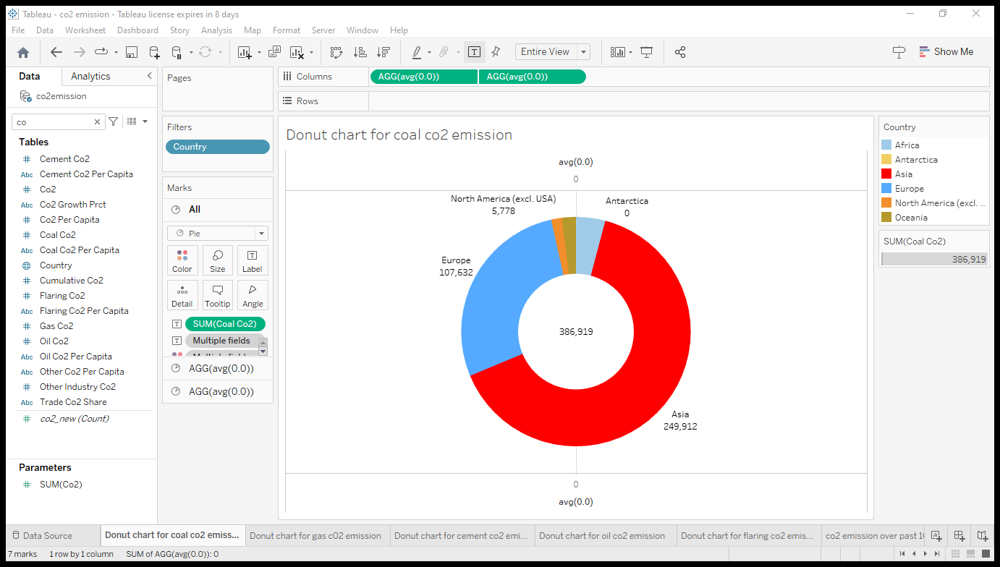 Tableau - co2 emission - Tableau license expires in 8 days
File Data Worksheet Dashboard Story Analysis Map Format Server Window Help
Entire View
Show Me
Data Analytics
co2emission
co
Tables
Cement Co2
Abc Cement Co2 Per Capita
Co2
Abc Co2 Growth Prct
Co2 Per Capita
Coal Co2
Abc Coal Co2 Per Capita
Country
Cumulative Co2
Flaring Co2
Abc Flaring Co2 Per Capita
Gas Co2
Oil Co2
Abc Oil Co2 Per Capita
Abc Other Co2 Per Capita
Other Industry Co2
Abc Trade Co2 Share
co2_new (Count)
Parameters
SUM(Co2)
Pages
Filters
Country
Marks
All
Pie
Color Size Label
Detail Tooltip Angle
SUM(Coal Co2)
Multiple fields
AGG(avg(0.0))
AGG(avg(0.0))
Columns AGG(avg(0.0)) AGG(avg(0.0))
Rows
Donut chart for coal co2 emission
avg(0.0)
0
North America (excl. USA)
5,778
Antarctica
0
Europe
107,632
386,919
Asia
249,912
0
avg(0.0)
Country
Africa
Antarctica
Asia
Europe
North America (excl. ..
Oceania
SUM(Coal Co2)
386,919
Data Source Donut chart for coal co2 emiss... Donut chart for gas c02 emission Donut chart for cement co2 emi... Donut chart for oil co2 emission Donut chart for flaring co2 emis... co2 emission over past
7 marks 1 row by 1 column SUM of AGG(avg(0.0)): 0